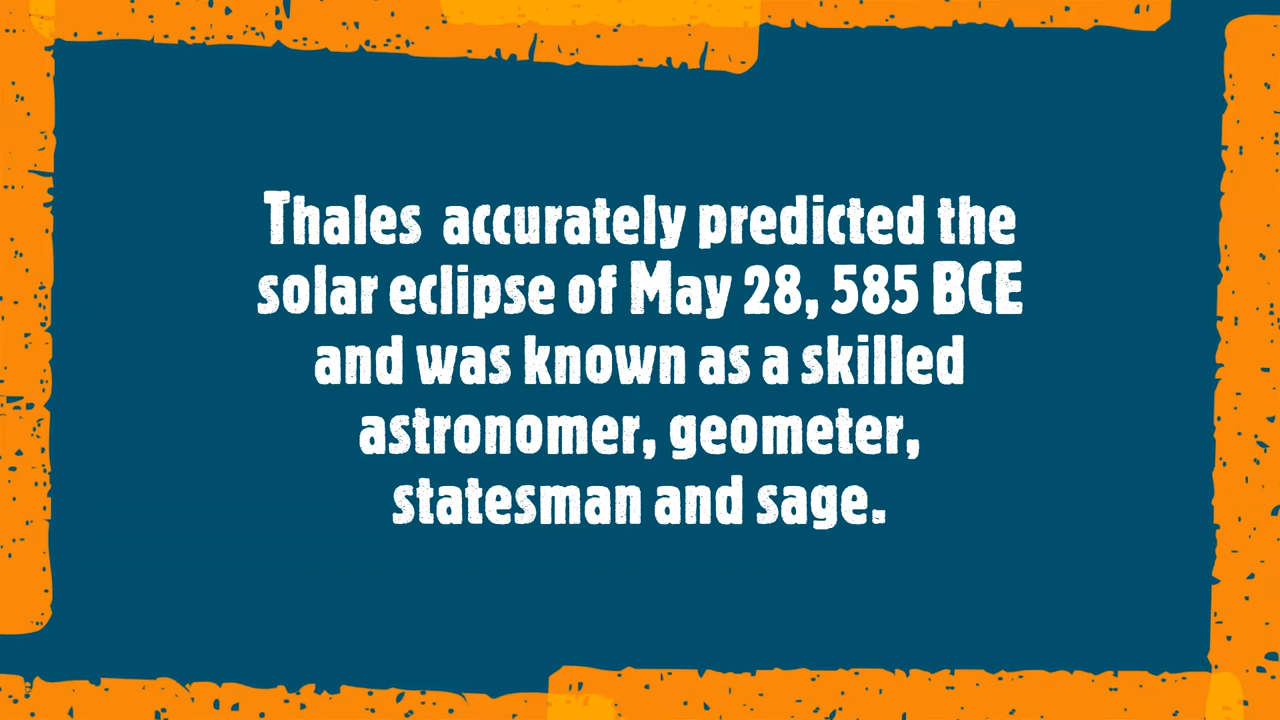 Thales accurately predicted the
solar eclipse of May 28, 585 BCE
and was known as a skilled
astronomer, geometer,
statesman and sage.